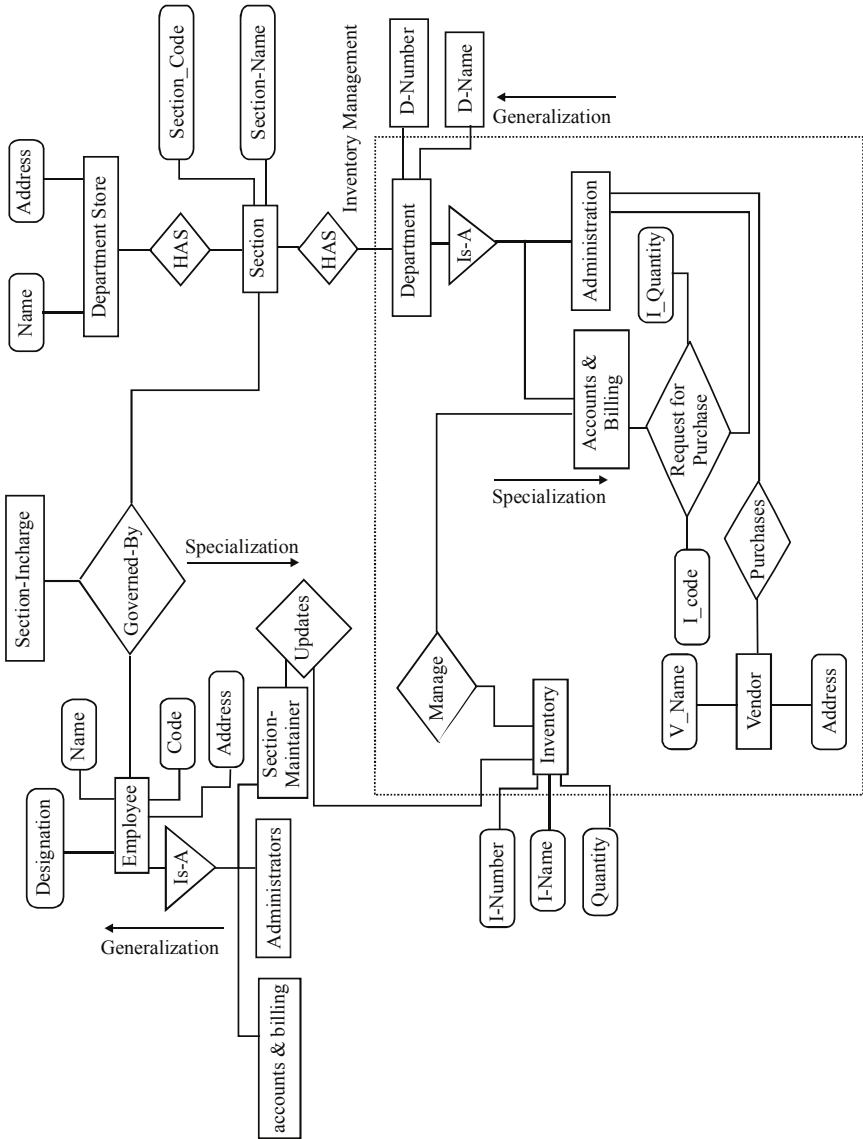 Name
Address
Department Store
HAS
Section_Code
Section-Name
Section
HAS
Inventory Management
Section-Incharge
Governed-By
Specialization
Designation
Name
Employee
Code
Address
Is-A
Generalization
accounts & billing
Administrators
Section-
Maintainer
Updates
D-Number
D-Name
Generalization
Department
Is-A
Administration
Accounts &
Billing
Specialization
I_Quantity
Request for
Purchase
I_code
Purchases
Manage
Inventory
I-Number
I-Name
Quantity
V_Name
Vendor
Address